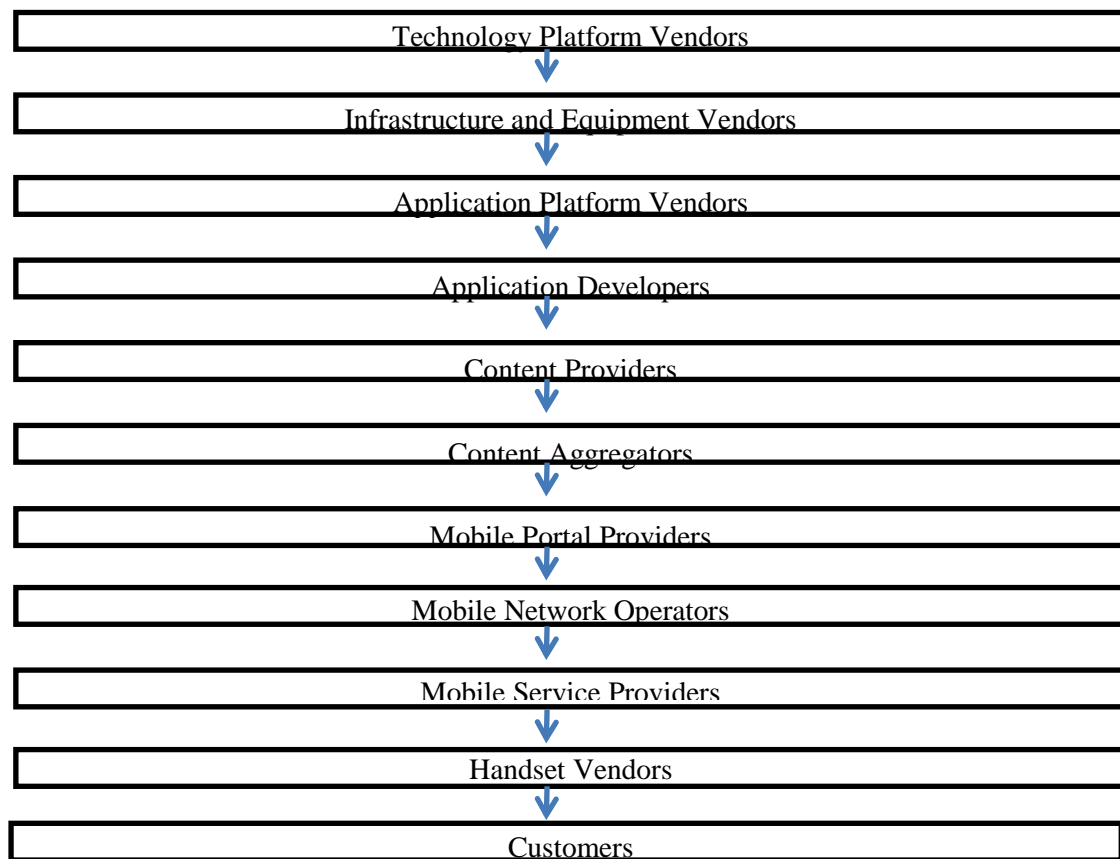 Technology Platform Vendors
Infrastructure and Equipment Vendors
Application Platform Vendors
Application Developers
Content Providers
Content Aggregators
Mobile Portal Providers
Mobile Network Operators
Mobile Service Providers
Handset Vendors
Customers